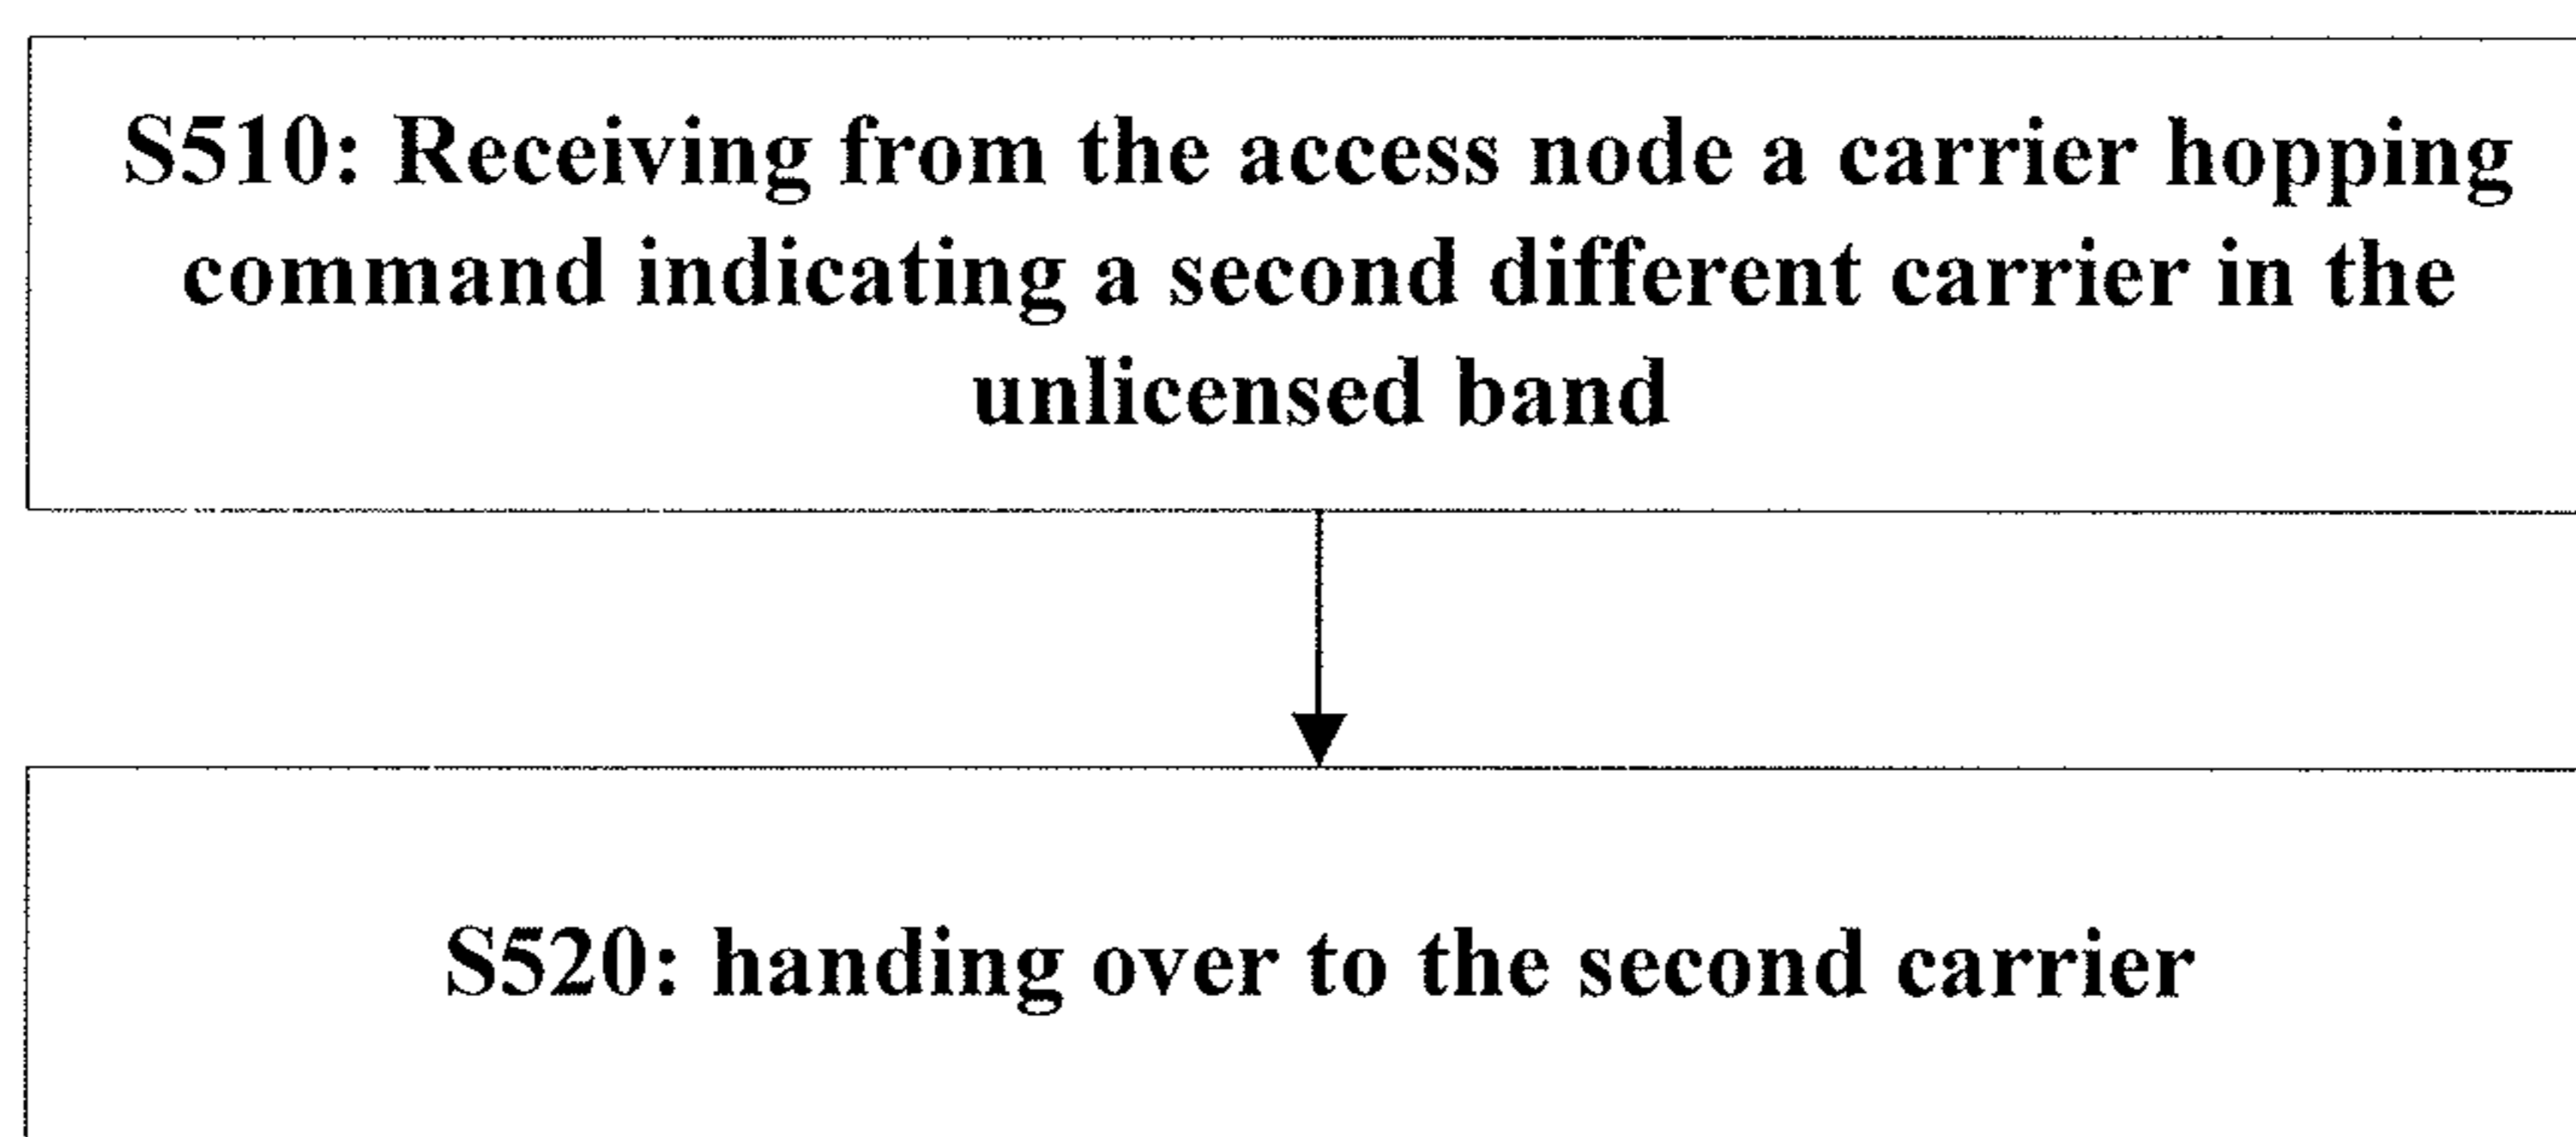 S510: Receiving from the access node a carrier hopping
command indicating a second different carrier in the
unlicensed band
S520: handing over to the second carrier